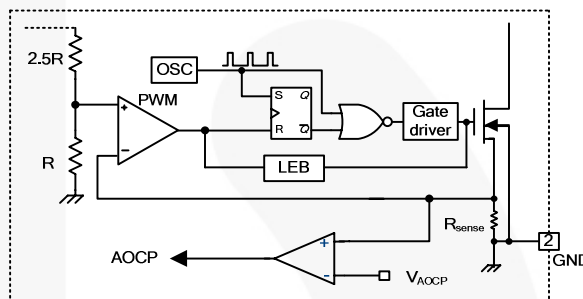 2.5R
OSC
PWM
+
-
S Q
R Q̅
Gate
driver
R
LEB
Rsense
2
GND
AOCP
+
-
VAOCP